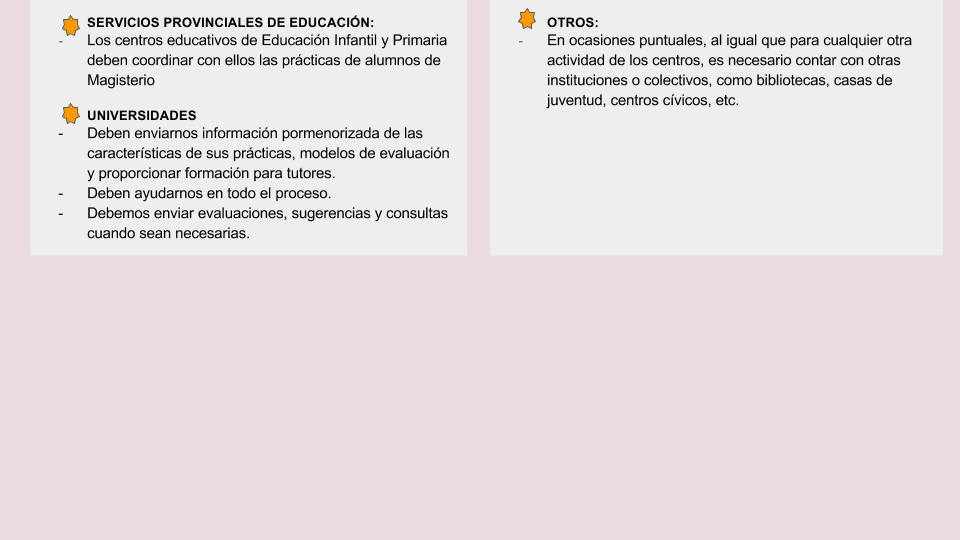 SERVICIOS PROVINCIALES DE EDUCACIÓN:
- Los centros educativos de Educación Infantil y Primaria
deben coordinar con ellos las prácticas de alumnos de
Magisterio
UNIVERSIDADES
- Deben enviarnos información pormenorizada de las
características de sus prácticas, modelos de evaluación
y proporcionar formación para tutores.
- Deben ayudarnos en todo el proceso.
- Debemos enviar evaluaciones, sugerencias y consultas
cuando sean necesarias.
OTROS:
- En ocasiones puntuales, al igual que para cualquier otra
actividad de los centros, es necesario contar con otras
instituciones o colectivos, como bibliotecas, casas de
juventud, centros cívicos, etc.